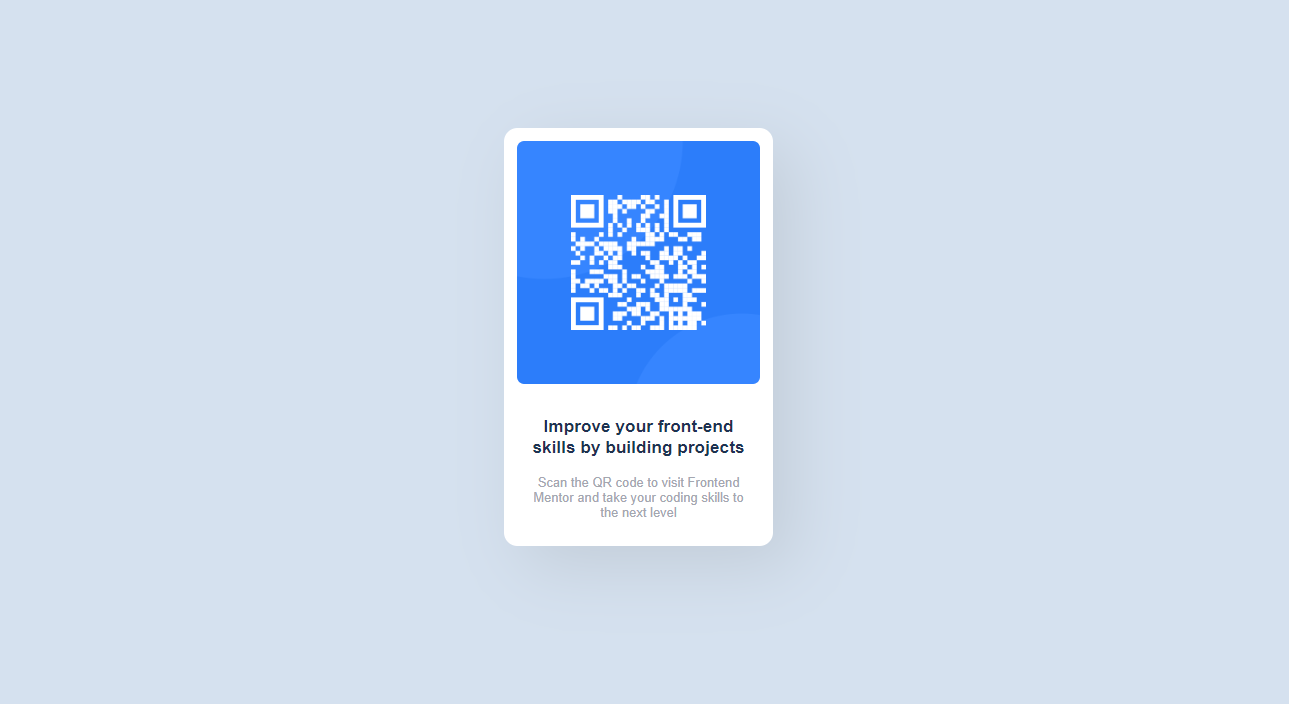 Improve your front-end
skills by building projects
Scan the QR code to visit Frontend
Mentor and take your coding skills to
the next level